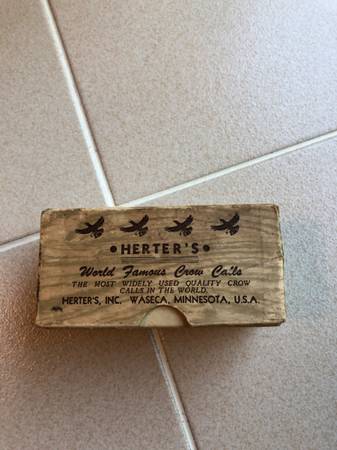 • HERTER'S •
World Famous Crow Calls
THE MOST WIDELY USED QUALITY CROW
CALLS IN THE WORLD.
HERTER'S, INC. WASECA, MINNESOTA, U.S.A.